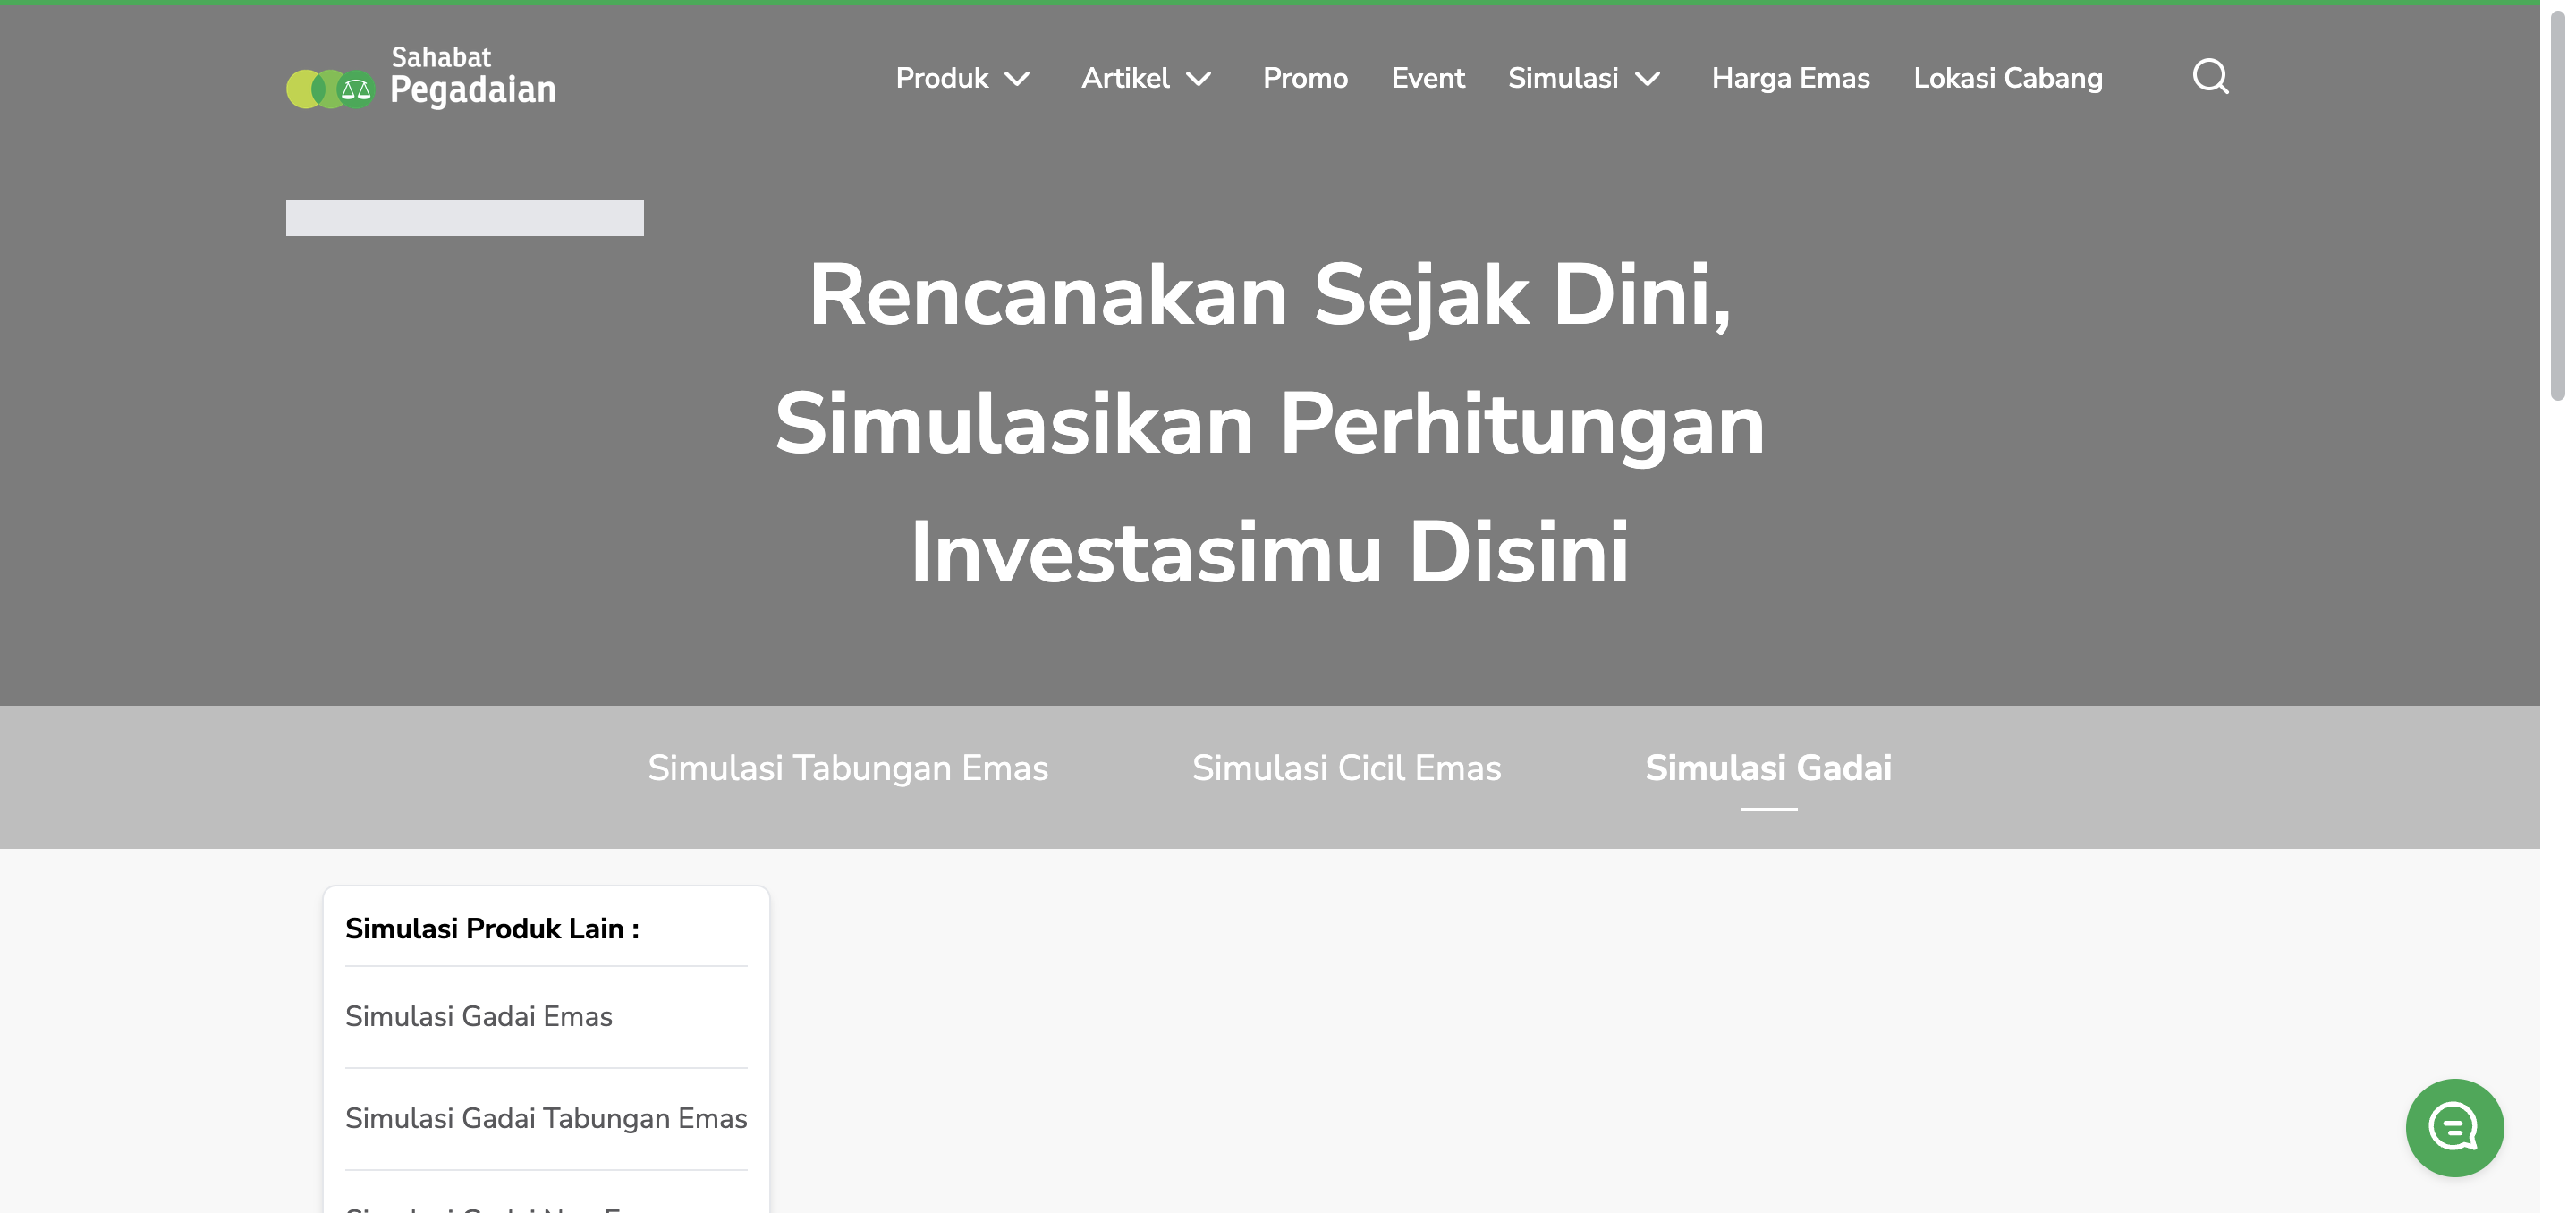 Sahabat
Pegadaian
Produk
Artikel
Promo
Event
Simulasi
Harga Emas
Lokasi Cabang
Rencanakan Sejak Dini,
Simulasikan Perhitungan
Investasimu Disini
Simulasi Tabungan Emas
Simulasi Cicil Emas
Simulasi Gadai
Simulasi Produk Lain :
Simulasi Gadai Emas
Simulasi Gadai Tabungan Emas